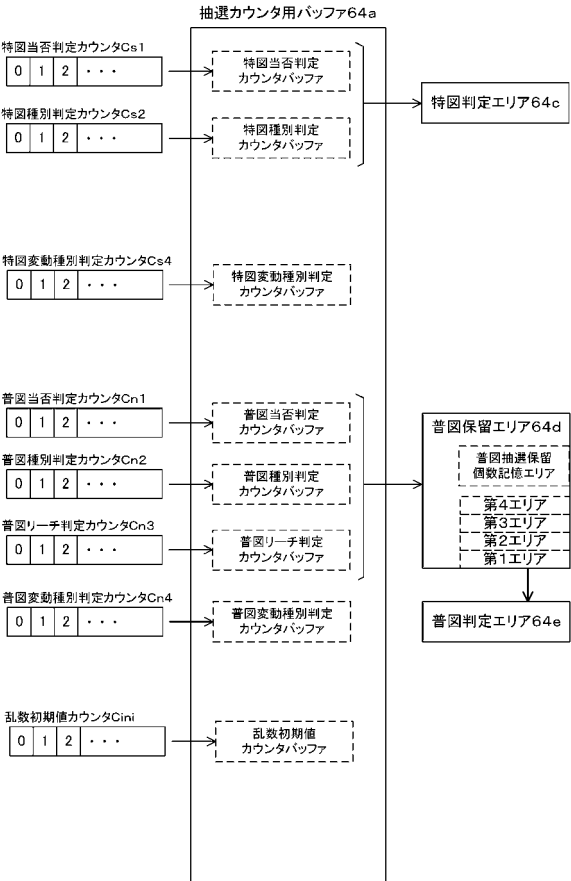 抽選カウンタ用バッファ64a
特図当否判定カウンタCs1
0 1 2 ・・・
特図当否判定
カウンタバッファ
特図判定エリア64c
特図種別判定カウンタCs2
0 1 2 ・・・
特図種別判定
カウンタバッファ
特図変動種別判定カウンタCs4
0 1 2 ・・・
特図変動種別判定
カウンタバッファ
普図当否判定カウンタCn1
0 1 2 ・・・
普図当否判定
カウンタバッファ
普図種別判定カウンタCn2
0 1 2 ・・・
普図種別判定
カウンタバッファ
普図リーチ判定カウンタCn3
0 1 2 ・・・
普図リーチ判定
カウンタバッファ
普図保留エリア64d
普図抽選保留
個数記憶エリア
第4エリア
第3エリア
第2エリア
第1エリア
普図変動種別判定カウンタCn4
0 1 2 ・・・
普図変動種別判定
カウンタバッファ
普図判定エリア64e
乱数初期値カウンタCini
0 1 2 ・・・
乱数初期値
カウンタバッファ